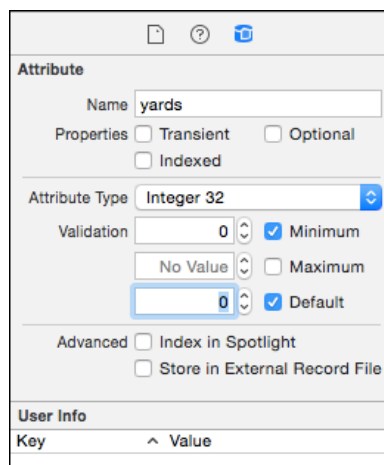 Attribute
Name yards
Properties Transient Optional
Indexed
Attribute Type Integer 32
Validation 0 Minimum
No Value Maximum
0 Default
Advanced Index in Spotlight
Store in External Record File
User Info
Key Value